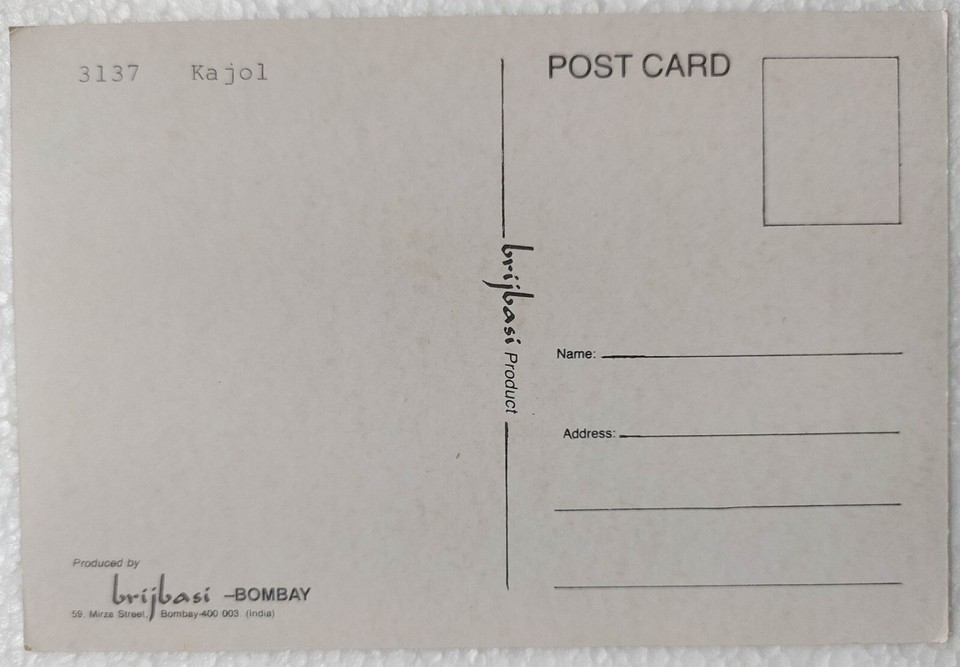 3137 Kajol
POST CARD
brijbasi Product
Name:
Address:
Produced by
brijbasi –BOMBAY
59, Mirza Street, Bombay-400 003. (India)